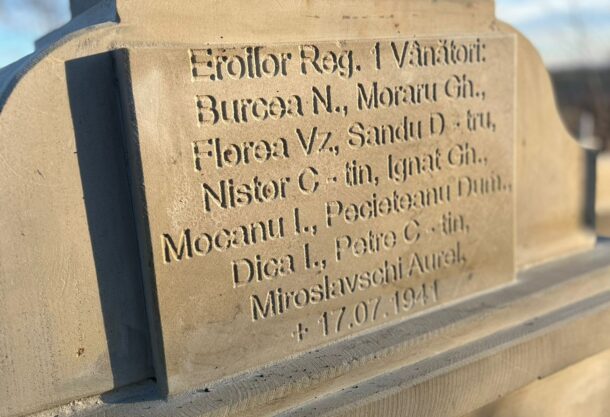 Eroilor Reg. 1 Vânători:
Burcea N., Moraru Gh.,
Florea Vz, Sandu D - tru,
Nistor C - tin, Ignat Gh.,
Mocanu I., Pecieteanu Dum.,
Dica I., Petre C - tin,
Miroslavschi Aurel,
+ 17.07.1941